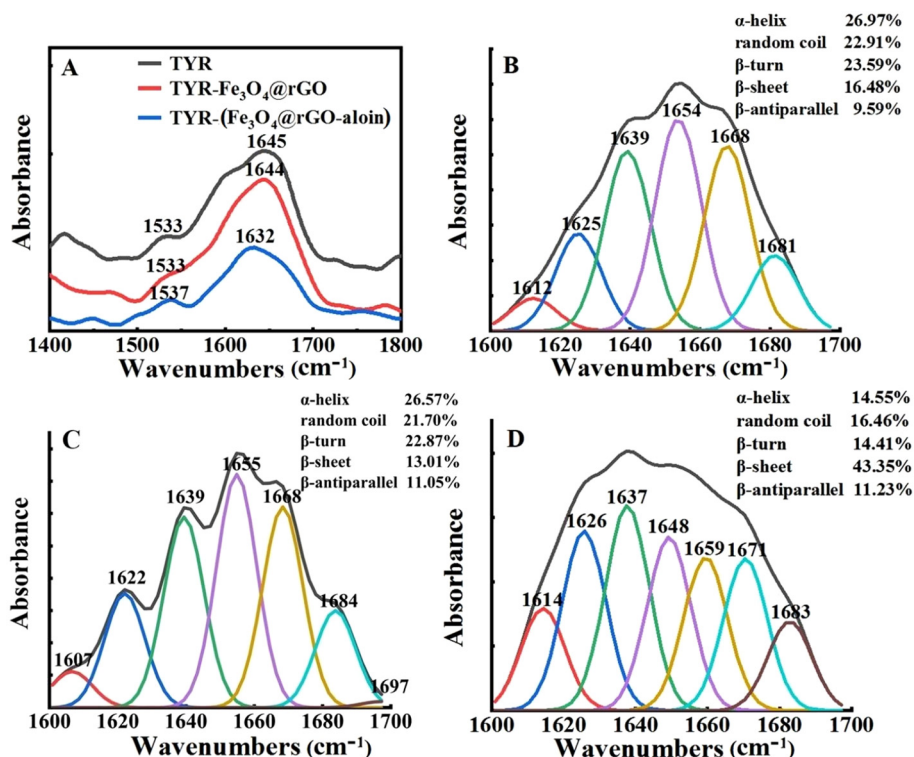 A
TYR
TYR-Fe₃O₄@rGO
TYR-(Fe₃O₄@rGO-aloin)
1645
1644
1632
1533
1533
1537
Absorbance
1400 1500 1600 1700 1800
Wavenumbers (cm⁻¹)
B
α-helix 26.97%
random coil 22.91%
β-turn 23.59%
β-sheet 16.48%
β-antiparallel 9.59%
1612
1625
1639
1654
1668
1681
Absorbance
1600 1620 1640 1660 1680 1700
Wavenumbers (cm⁻¹)
C
α-helix 26.57%
random coil 21.70%
β-turn 22.87%
β-sheet 13.01%
β-antiparallel 11.05%
1607
1622
1639
1655
1668
1684
1697
Absorbance
1600 1620 1640 1660 1680 1700
Wavenumbers (cm⁻¹)
D
α-helix 14.55%
random coil 16.46%
β-turn 14.41%
β-sheet 43.35%
β-antiparallel 11.23%
1614
1626
1637
1648
1659
1671
1683
Absorbance
1600 1620 1640 1660 1680 1700
Wavenumbers (cm⁻¹)